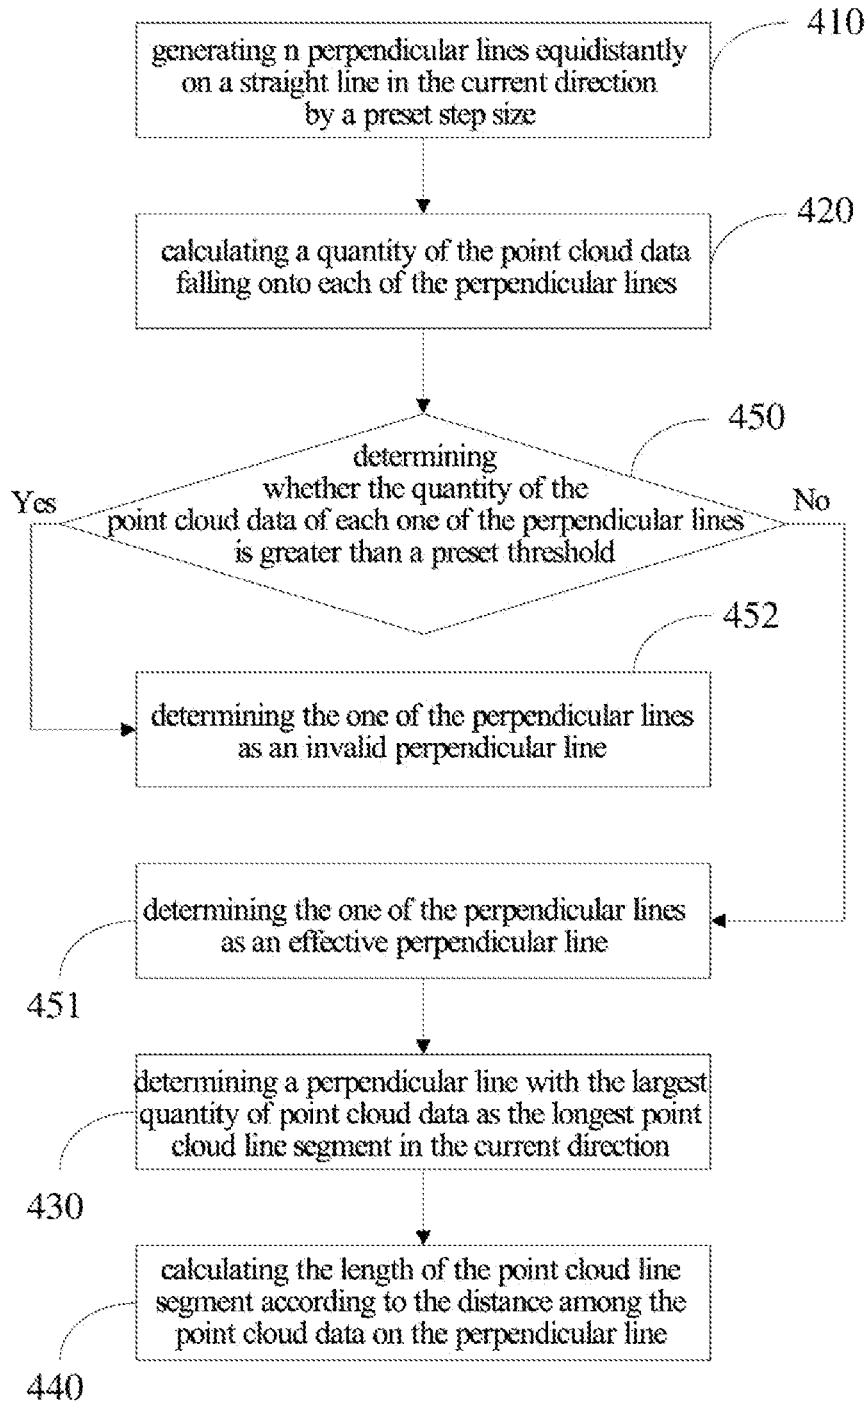 410
generating n perpendicular lines equidistantly
on a straight line in the current direction
by a preset step size
420
calculating a quantity of the point cloud data
falling onto each of the perpendicular lines
450
determining
whether the quantity of the
point cloud data of each one of the perpendicular lines
is greater than a preset threshold
Yes
No
452
determining the one of the perpendicular lines
as an invalid perpendicular line
determining the one of the perpendicular lines
as an effective perpendicular line
451
determining a perpendicular line with the largest
quantity of point cloud data as the longest point
cloud line segment in the current direction
430
calculating the length of the point cloud line
segment according to the distance among the
point cloud data on the perpendicular line
440